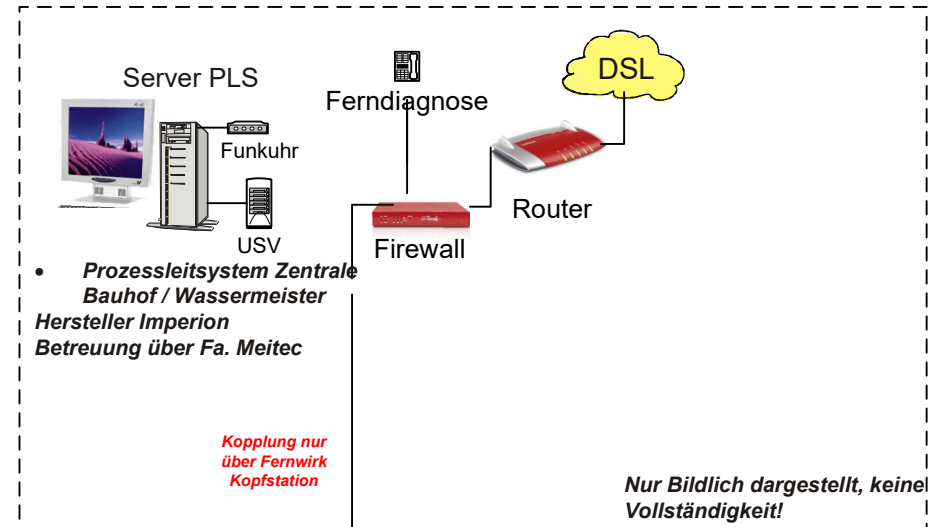 Server PLS
Ferndiagnose
DSL
Funkuhr
USV
Firewall
Router
• Prozessleitsystem Zentrale
Bauhof / Wassermeister
Hersteller Imperion
Betreuung über Fa. Meitec
Kopplung nur
über Fernwirk
Kopfstation
Nur Bildlich dargestellt, keine
Vollständigkeit!